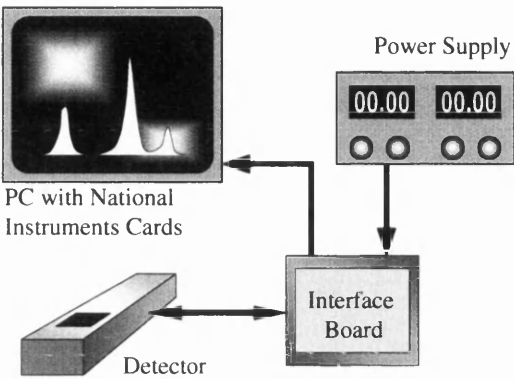 Power Supply
00.00 00.00
PC with National
Instruments Cards
Interface
Board
Detector